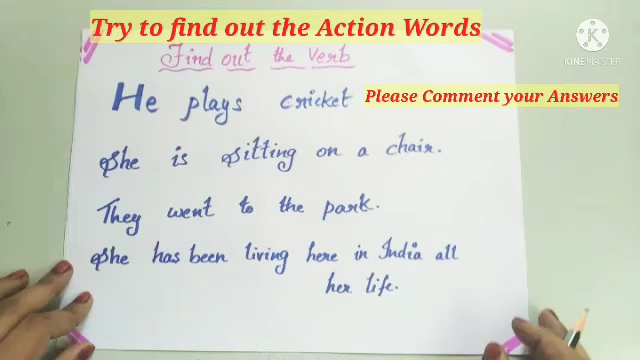 Try to find out the Action Words
KINEMASTER
Find out the Verb
He plays cricket
Please Comment your Answers
She is sitting on a chair.
They went to the park.
She has been living here in India all
her life.